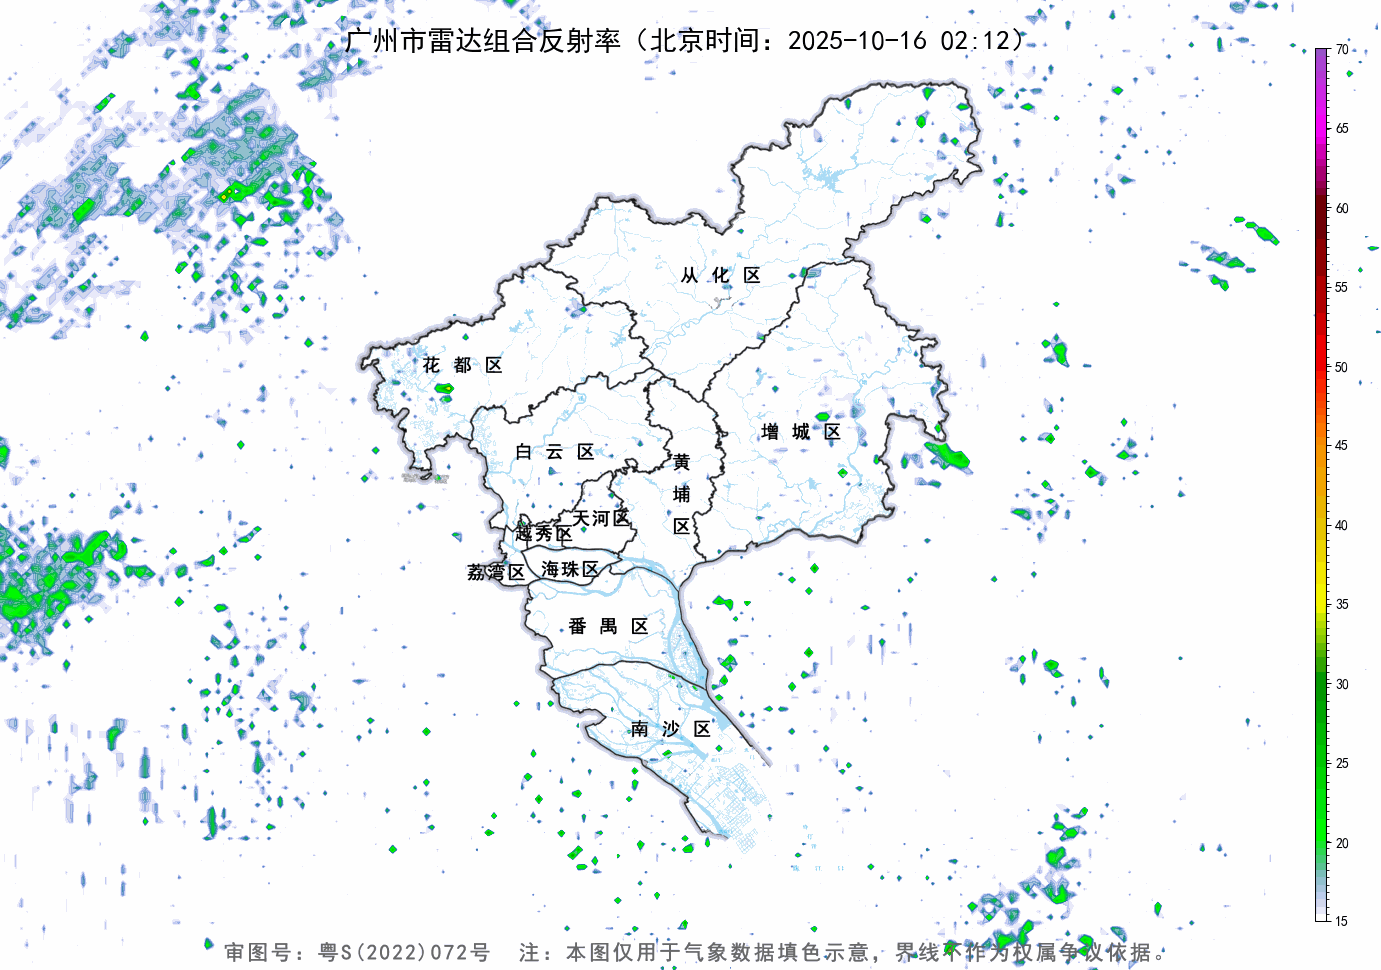 广州市雷达组合反射率（北京时间：2025-10-16 02:12）
70
65
60
55
50
45
40
35
30
25
20
15
从化区
花都区
增城区
白云区
黄埔区
天河区
越秀区
海珠区
荔湾区
番禺区
南沙区
审图号：粤S(2022)072号 注：本图仅用于气象数据填色示意，界线不作为权属争议依据。